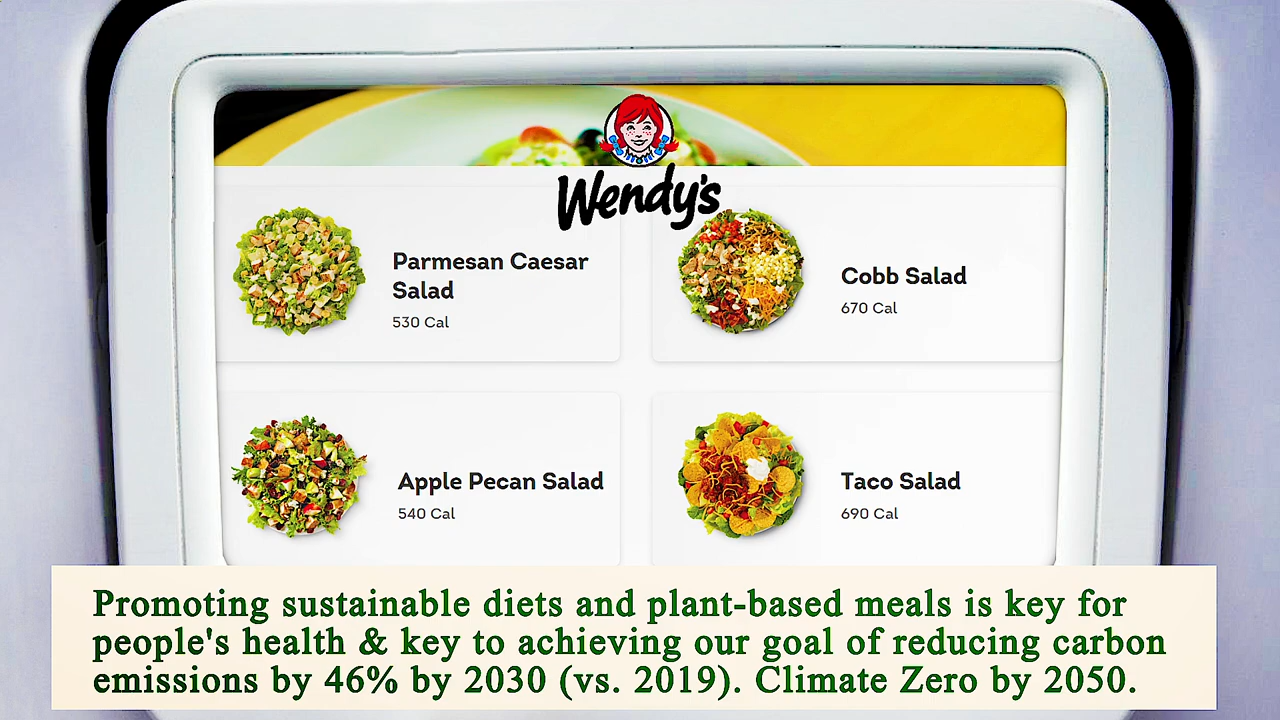 Wendy's
Parmesan Caesar
Salad
530 Cal
Cobb Salad
670 Cal
Apple Pecan Salad
540 Cal
Taco Salad
690 Cal
Promoting sustainable diets and plant-based meals is key for
people's health & key to achieving our goal of reducing carbon
emissions by 46% by 2030 (vs. 2019). Climate Zero by 2050.